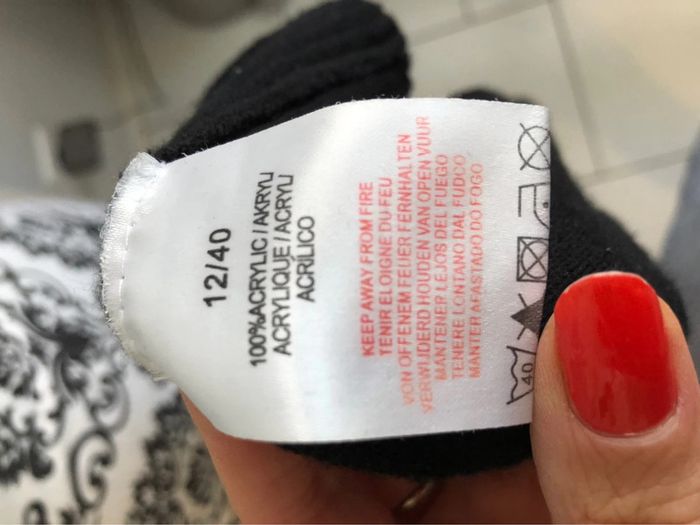 12/40
100%ACRYLIC/AKRYL/
ACRYLIQUE/ACRYL/
ACRÍLICO
KEEP AWAY FROM FIRE
TENIR ELOIGNE DU FEU
VON OFFENEM FEUER FERNHALTEN
VERWIJDERD HOUDEN VAN OPEN VUUR
MANTENER LEJOS DEL FUEGO
TENERE LONTANO DAL FUOCO
MANTER AFASTADO DO FOGO
40